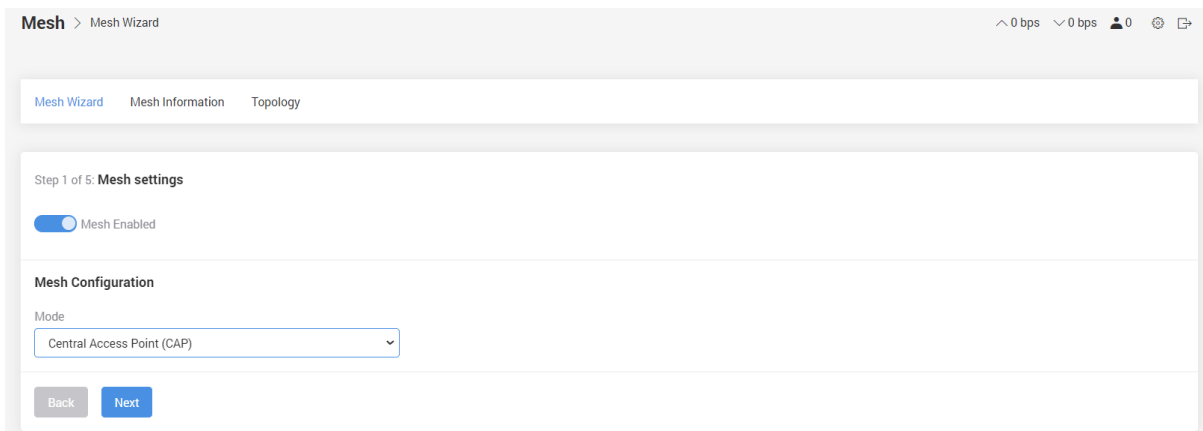 Mesh > Mesh Wizard 0 bps 0 bps 0
Mesh Wizard Mesh Information Topology
Step 1 of 5: Mesh settings
Mesh Enabled
Mesh Configuration
Mode
Central Access Point (CAP)
Back Next